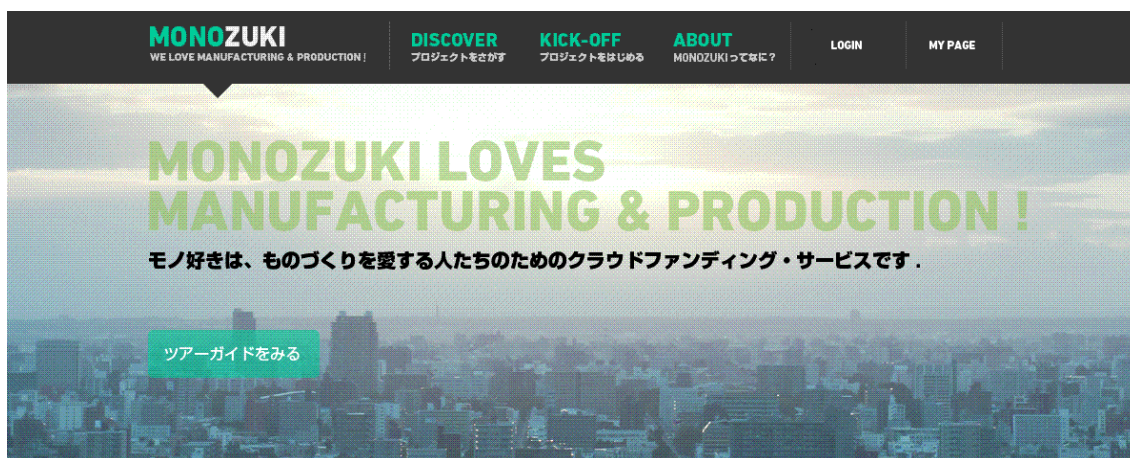 MONOZUKI
WE LOVE MANUFACTURING & PRODUCTION !
DISCOVER
プロジェクトをさがす
KICK-OFF
プロジェクトをはじめる
ABOUT
MONOZUKIってなに？
LOGIN
MY PAGE
MONOZUKI LOVES
MANUFACTURING & PRODUCTION !
モノ好きは、ものづくりを愛する人たちのためのクラウドファンディング・サービスです .
ツアーガイドをみる